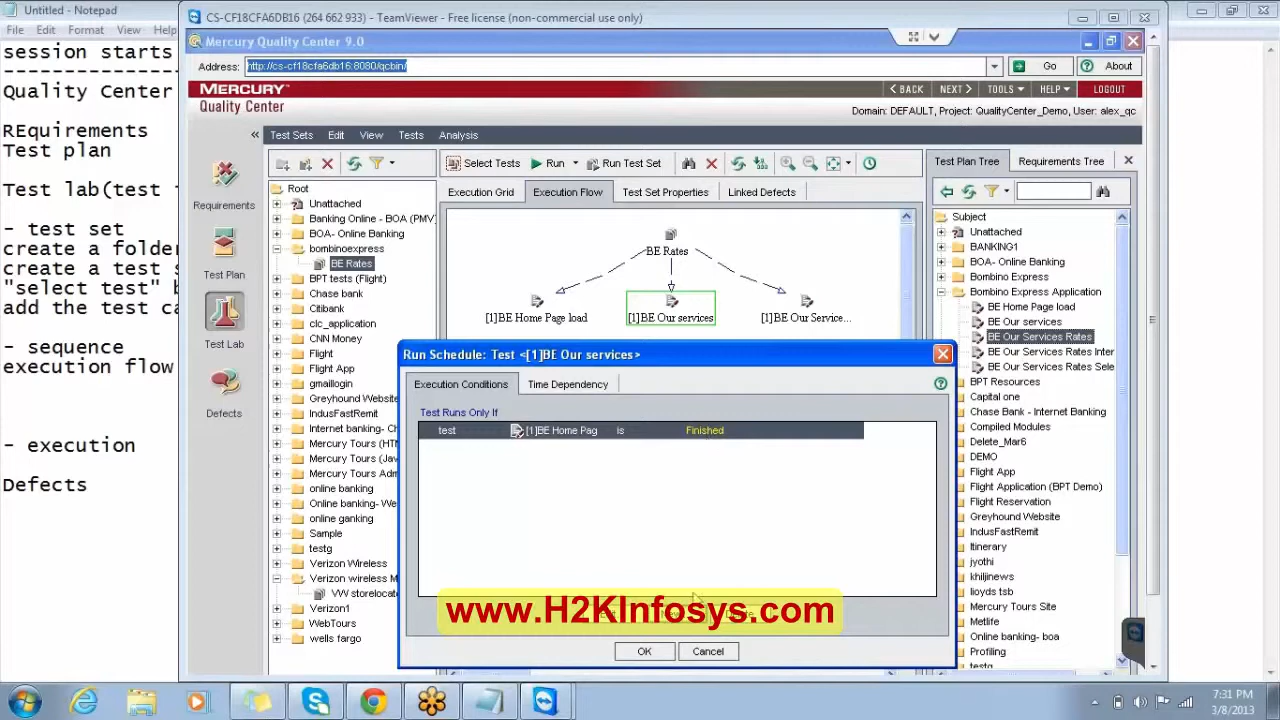 Untitled - Notepad
File Edit Format View Help
session starts
--------------------
Quality Center
REquirements
Test plan
Test lab(test
- test set
create a folder
create a test s
"select test" b
add the test ca
- sequence
execution flow
- execution
Defects
CS-CF18CFA6DB16 (264 662 933) - TeamViewer - Free license (non-commercial use only)
Mercury Quality Center 9.0
Address: http://cs-cf18cfa6db16:8080/qcbin/ Go About
MERCURY™
Quality Center
BACK NEXT TOOLS HELP LOGOUT
Domain: DEFAULT, Project: QualityCenter_Demo, User: alex_qc
« Test Sets Edit View Tests Analysis
Requirements
Test Plan
Test Lab
Defects
Root
Unattached
Banking Online - BOA (PMV
BOA- Online Banking
bombinoexpress
BE Rates
BPT tests (Flight)
Chase bank
Citibank
clc_application
CNN Money
Flight
Flight App
gmaillogin
Greyhound Website
IndusFastRemit
Internet banking- Ch
Mercury Tours (HTM
Mercury Tours (Jav
Mercury Tours Adm
online banking
Online banking- We
online ganking
Sample
testg
Verizon Wireless
Verizon wireless M
VW storelocat
Verizon1
WebTours
wells fargo
Select Tests Run Run Test Set
Execution Grid Execution Flow Test Set Properties Linked Defects
BE Rates
[1]BE Home Page load [1]BE Our services [1]BE Our Service...
Run Schedule: Test <[1]BE Our services>
Execution Conditions Time Dependency
Test Runs Only If
test [1]BE Home Pag is Finished
OK Cancel
Test Plan Tree Requirements Tree
Subject
Unattached
BANKING1
BOA- Online Banking
Bombino Express
Bombino Express Application
BE Home Page load
BE Our services
BE Our Services Rates
BE Our Services Rates Inter
BE Our Services Rates Sele
BPT Resources
Capital one
Chase Bank - Internet Banking
Compiled Modules
Delete_Mar6
DEMO
Flight App
Flight Application (BPT Demo)
Flight Reservation
Greyhound Website
IndusFastRemit
Itinerary
jyothi
khiljnews
lloyds tsb
Mercury Tours Site
Metlife
Online banking- boa
Profiling
testg
www.H2KInfosys.com
7:31 PM
3/8/2013